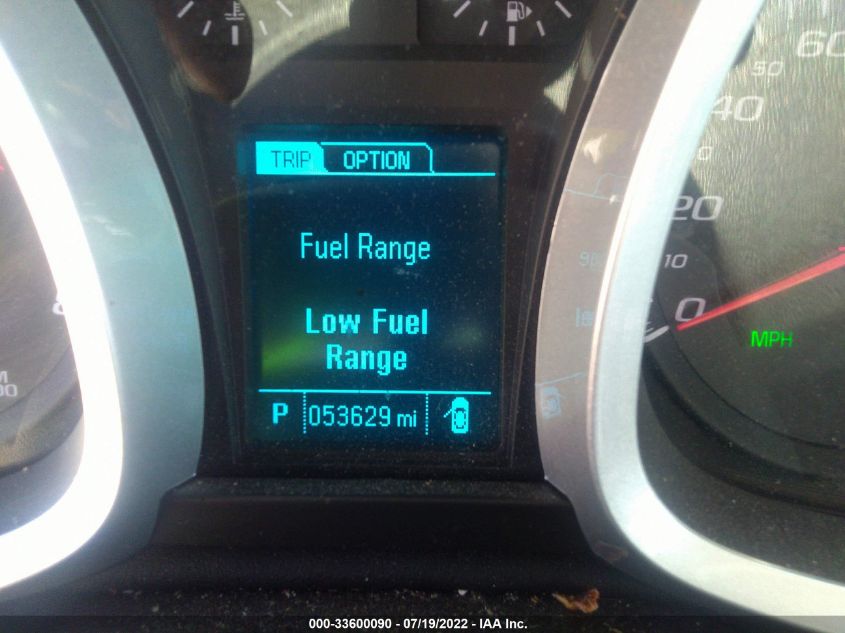 TRIP OPTION
Fuel Range
Low Fuel
Range
P 053629 mi
60
50
40
20
10
0
MPH
000-33600090 - 07/19/2022 - IAA Inc.